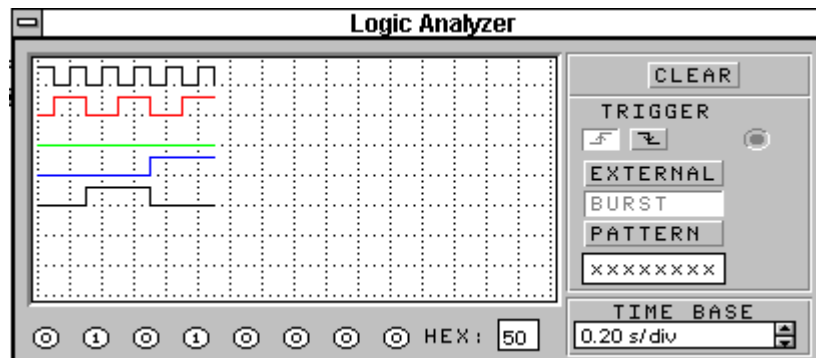 Logic Analyzer
CLEAR
TRIGGER
EXTERNAL
BURST
PATTERN
xxxxxxxx
TIME BASE
0.20 s/div
0 1 0 1 0 0 0 0 HEX: 50